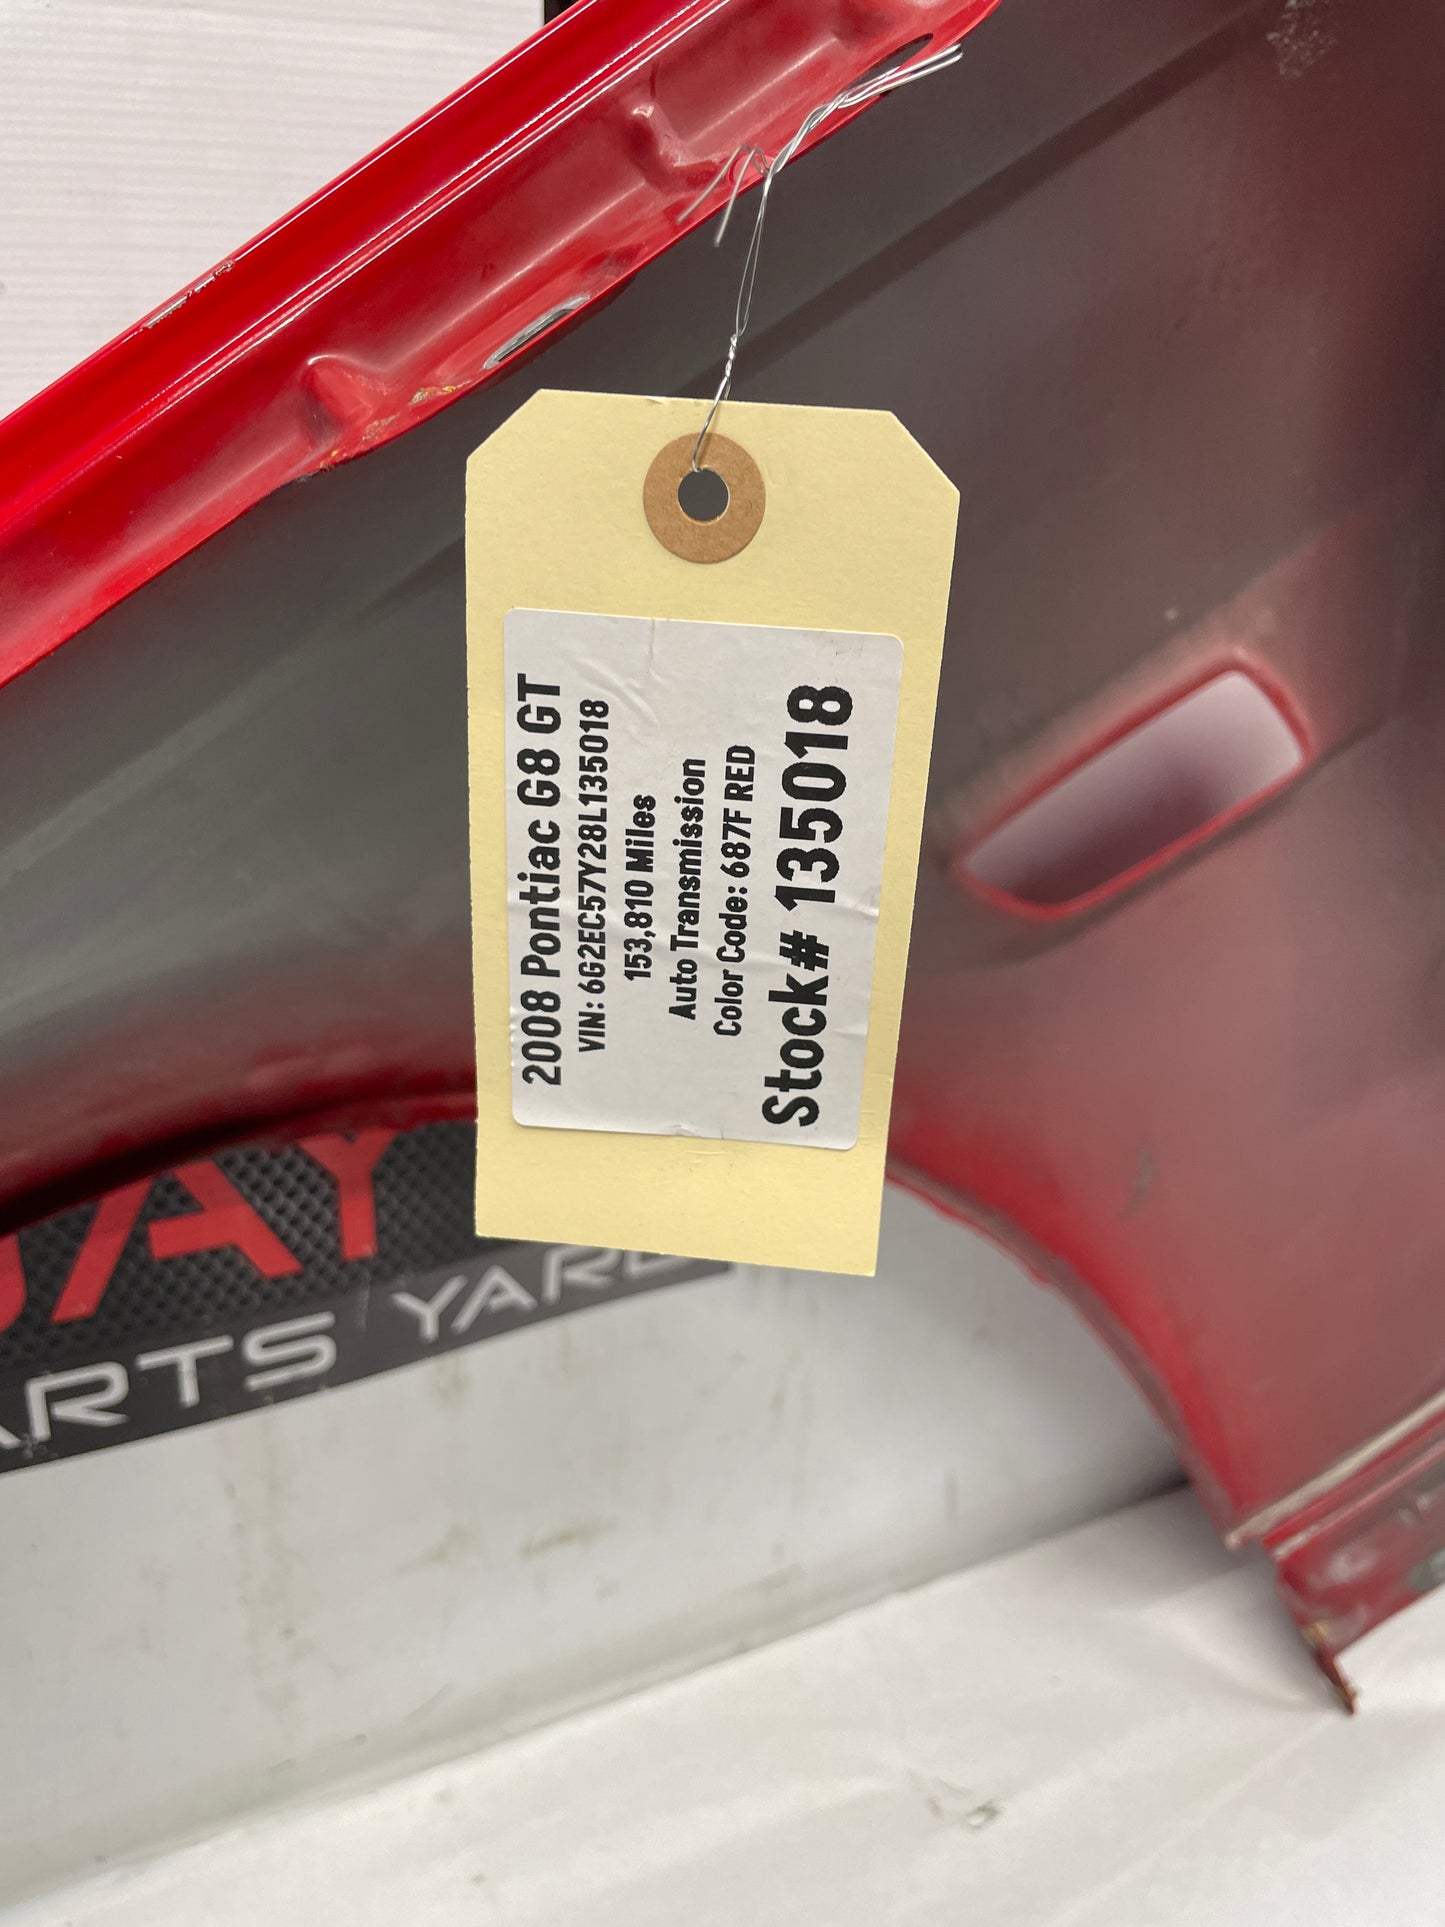 2008 Pontiac G8 GT
VIN: 6G2EC57Y28L135018
153,810 Miles
Auto Transmission
Color Code: 687F RED
Stock# 135018
JAY
ARTS YARD